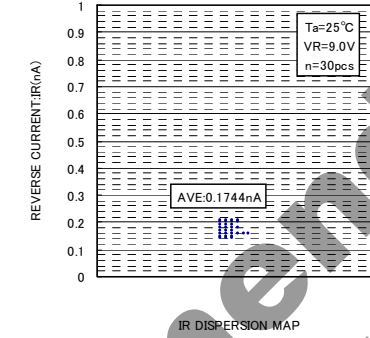 1
0.9
0.8
0.7
0.6
0.5
0.4
0.3
0.2
0.1
0
REVERSE CURRENT:IR(nA)
Ta=25℃
VR=9.0V
n=30pcs
AVE:0.1744nA
IR DISPERSION MAP